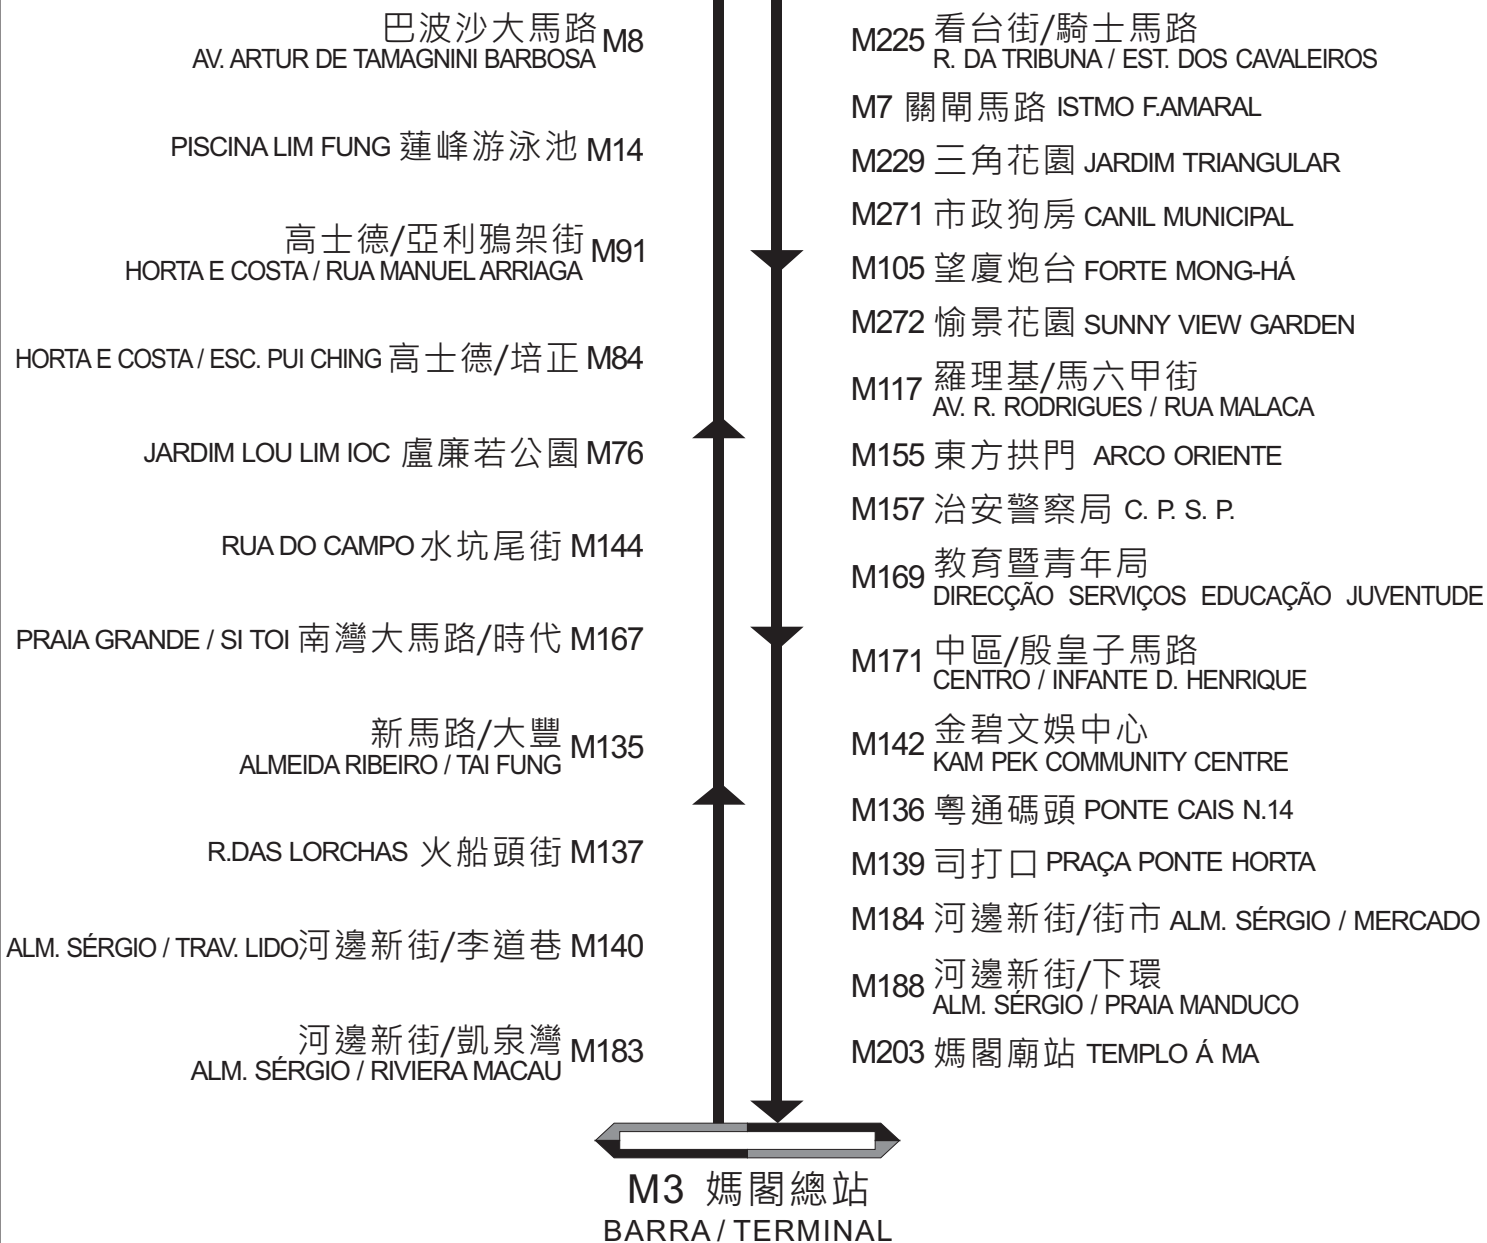 巴波沙大馬路 M8
AV. ARTUR DE TAMAGNINI BARBOSA
PISCINA LIM FUNG 蓮峰游泳池 M14
高士德/亞利鴉架街 M91
HORTA E COSTA / RUA MANUEL ARRIAGA
HORTA E COSTA / ESC. PUI CHING 高士德/培正 M84
JARDIM LOU LIM IOC 盧廉若公園 M76
RUA DO CAMPO 水坑尾街 M144
PRAIA GRANDE / SI TOI 南灣大馬路/時代 M167
新馬路/大豐 M135
ALMEIDA RIBEIRO / TAI FUNG
R.DAS LORCHAS 火船頭街 M137
ALM. SÉRGIO / TRAV. LIDO河邊新街/李道巷 M140
河邊新街/凱泉灣 M183
ALM. SÉRGIO / RIVIERA MACAU
M225 看台街/騎士馬路
R. DA TRIBUNA / EST. DOS CAVALEIROS
M7 關閘馬路 ISTMO F.AMARAL
M229 三角花園 JARDIM TRIANGULAR
M271 市政狗房 CANIL MUNICIPAL
M105 望廈炮台 FORTE MONG-HÁ
M272 愉景花園 SUNNY VIEW GARDEN
M117 羅理基/馬六甲街
AV. R. RODRIGUES / RUA MALACA
M155 東方拱門 ARCO ORIENTE
M157 治安警察局 C. P. S. P.
M169 教育暨青年局
DIRECÇÃO SERVIÇOS EDUCAÇÃO JUVENTUDE
M171 中區/殷皇子馬路
CENTRO / INFANTE D. HENRIQUE
M142 金碧文娛中心
KAM PEK COMMUNITY CENTRE
M136 粵通碼頭 PONTE CAIS N.14
M139 司打口 PRAÇA PONTE HORTA
M184 河邊新街/街市 ALM. SÉRGIO / MERCADO
M188 河邊新街/下環
ALM. SÉRGIO / PRAIA MANDUCO
M203 媽閣廟站 TEMPLO Á MA
M3 媽閣總站
BARRA / TERMINAL